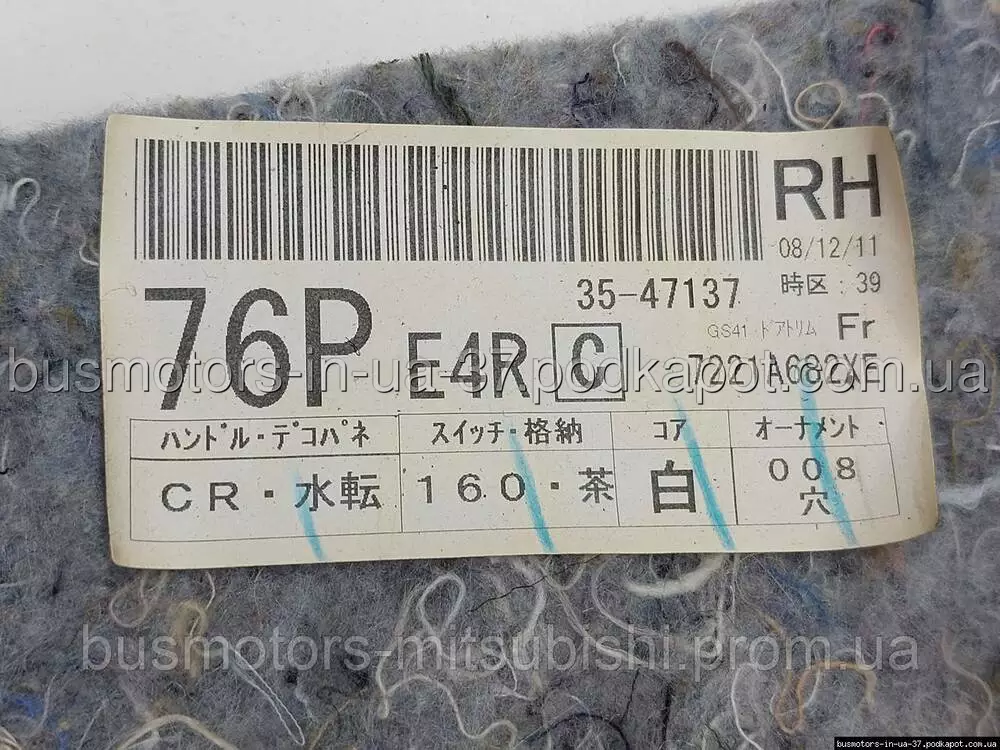 RH
08/12/11
35-47137
時区:39
76P E4R C
GS41 ドアトリム Fr
7221A682XE
busmotors-in-ua-37.podkapot.com.ua
ハンドル・デコパネ スイッチ・格納 コア オーナメント
CR・水転 160・茶 白 008
穴
busmotors-mitsubishi.prom.ua
busmotors-in-ua-37.podkapot.com.ua